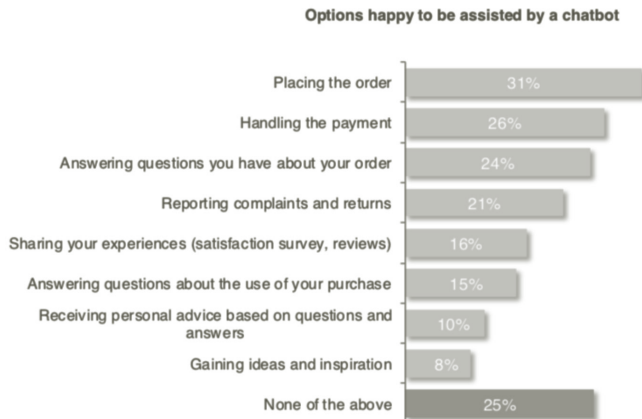 Options happy to be assisted by a chatbot
Placing the order
31%
Handling the payment
26%
Answering questions you have about your order
24%
Reporting complaints and returns
21%
Sharing your experiences (satisfaction survey, reviews)
16%
Answering questions about the use of your purchase
15%
Receiving personal advice based on questions and
answers
10%
Gaining ideas and inspiration
8%
None of the above
25%